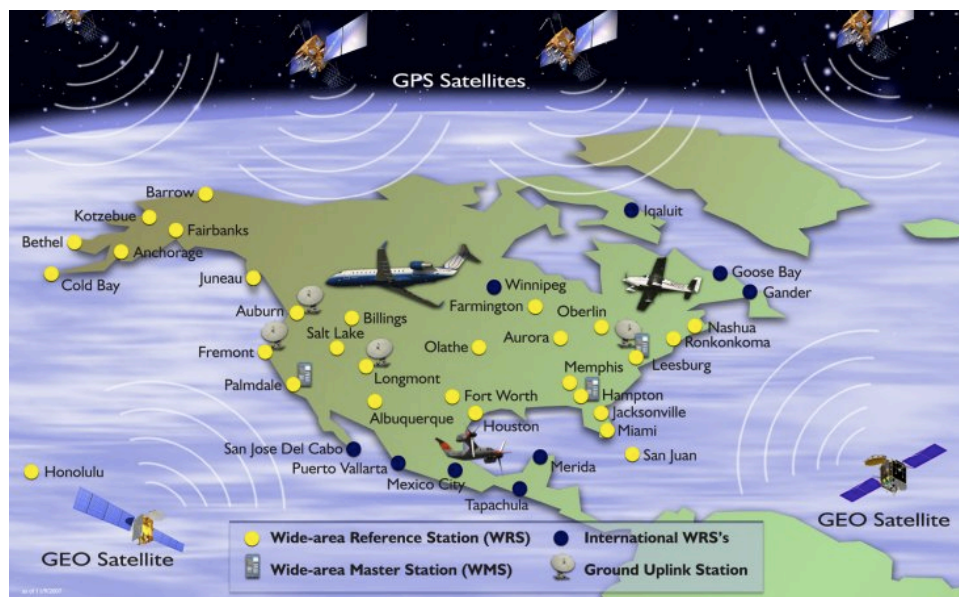 GPS Satellites
Barrow
Kotzebue
Iqaluit
Fairbanks
Bethel
Anchorage
Cold Bay
Juneau
Goose Bay
Winnipeg
Gander
Farmington
Auburn
Billings
Oberlin
Nashua
Salt Lake
Aurora
Ronkonkoma
Fremont
Olathe
Leesburg
Memphis
Longmont
Palmdale
Fort Worth
Hampton
Albuquerque
Jacksonville
Houston
Miami
San Jose Del Cabo
San Juan
Merida
Puerto Vallarta
Honolulu
Mexico City
Tapachula
GEO Satellite
GEO Satellite
Wide-area Reference Station (WRS)
International WRS's
Wide-area Master Station (WMS)
Ground Uplink Station